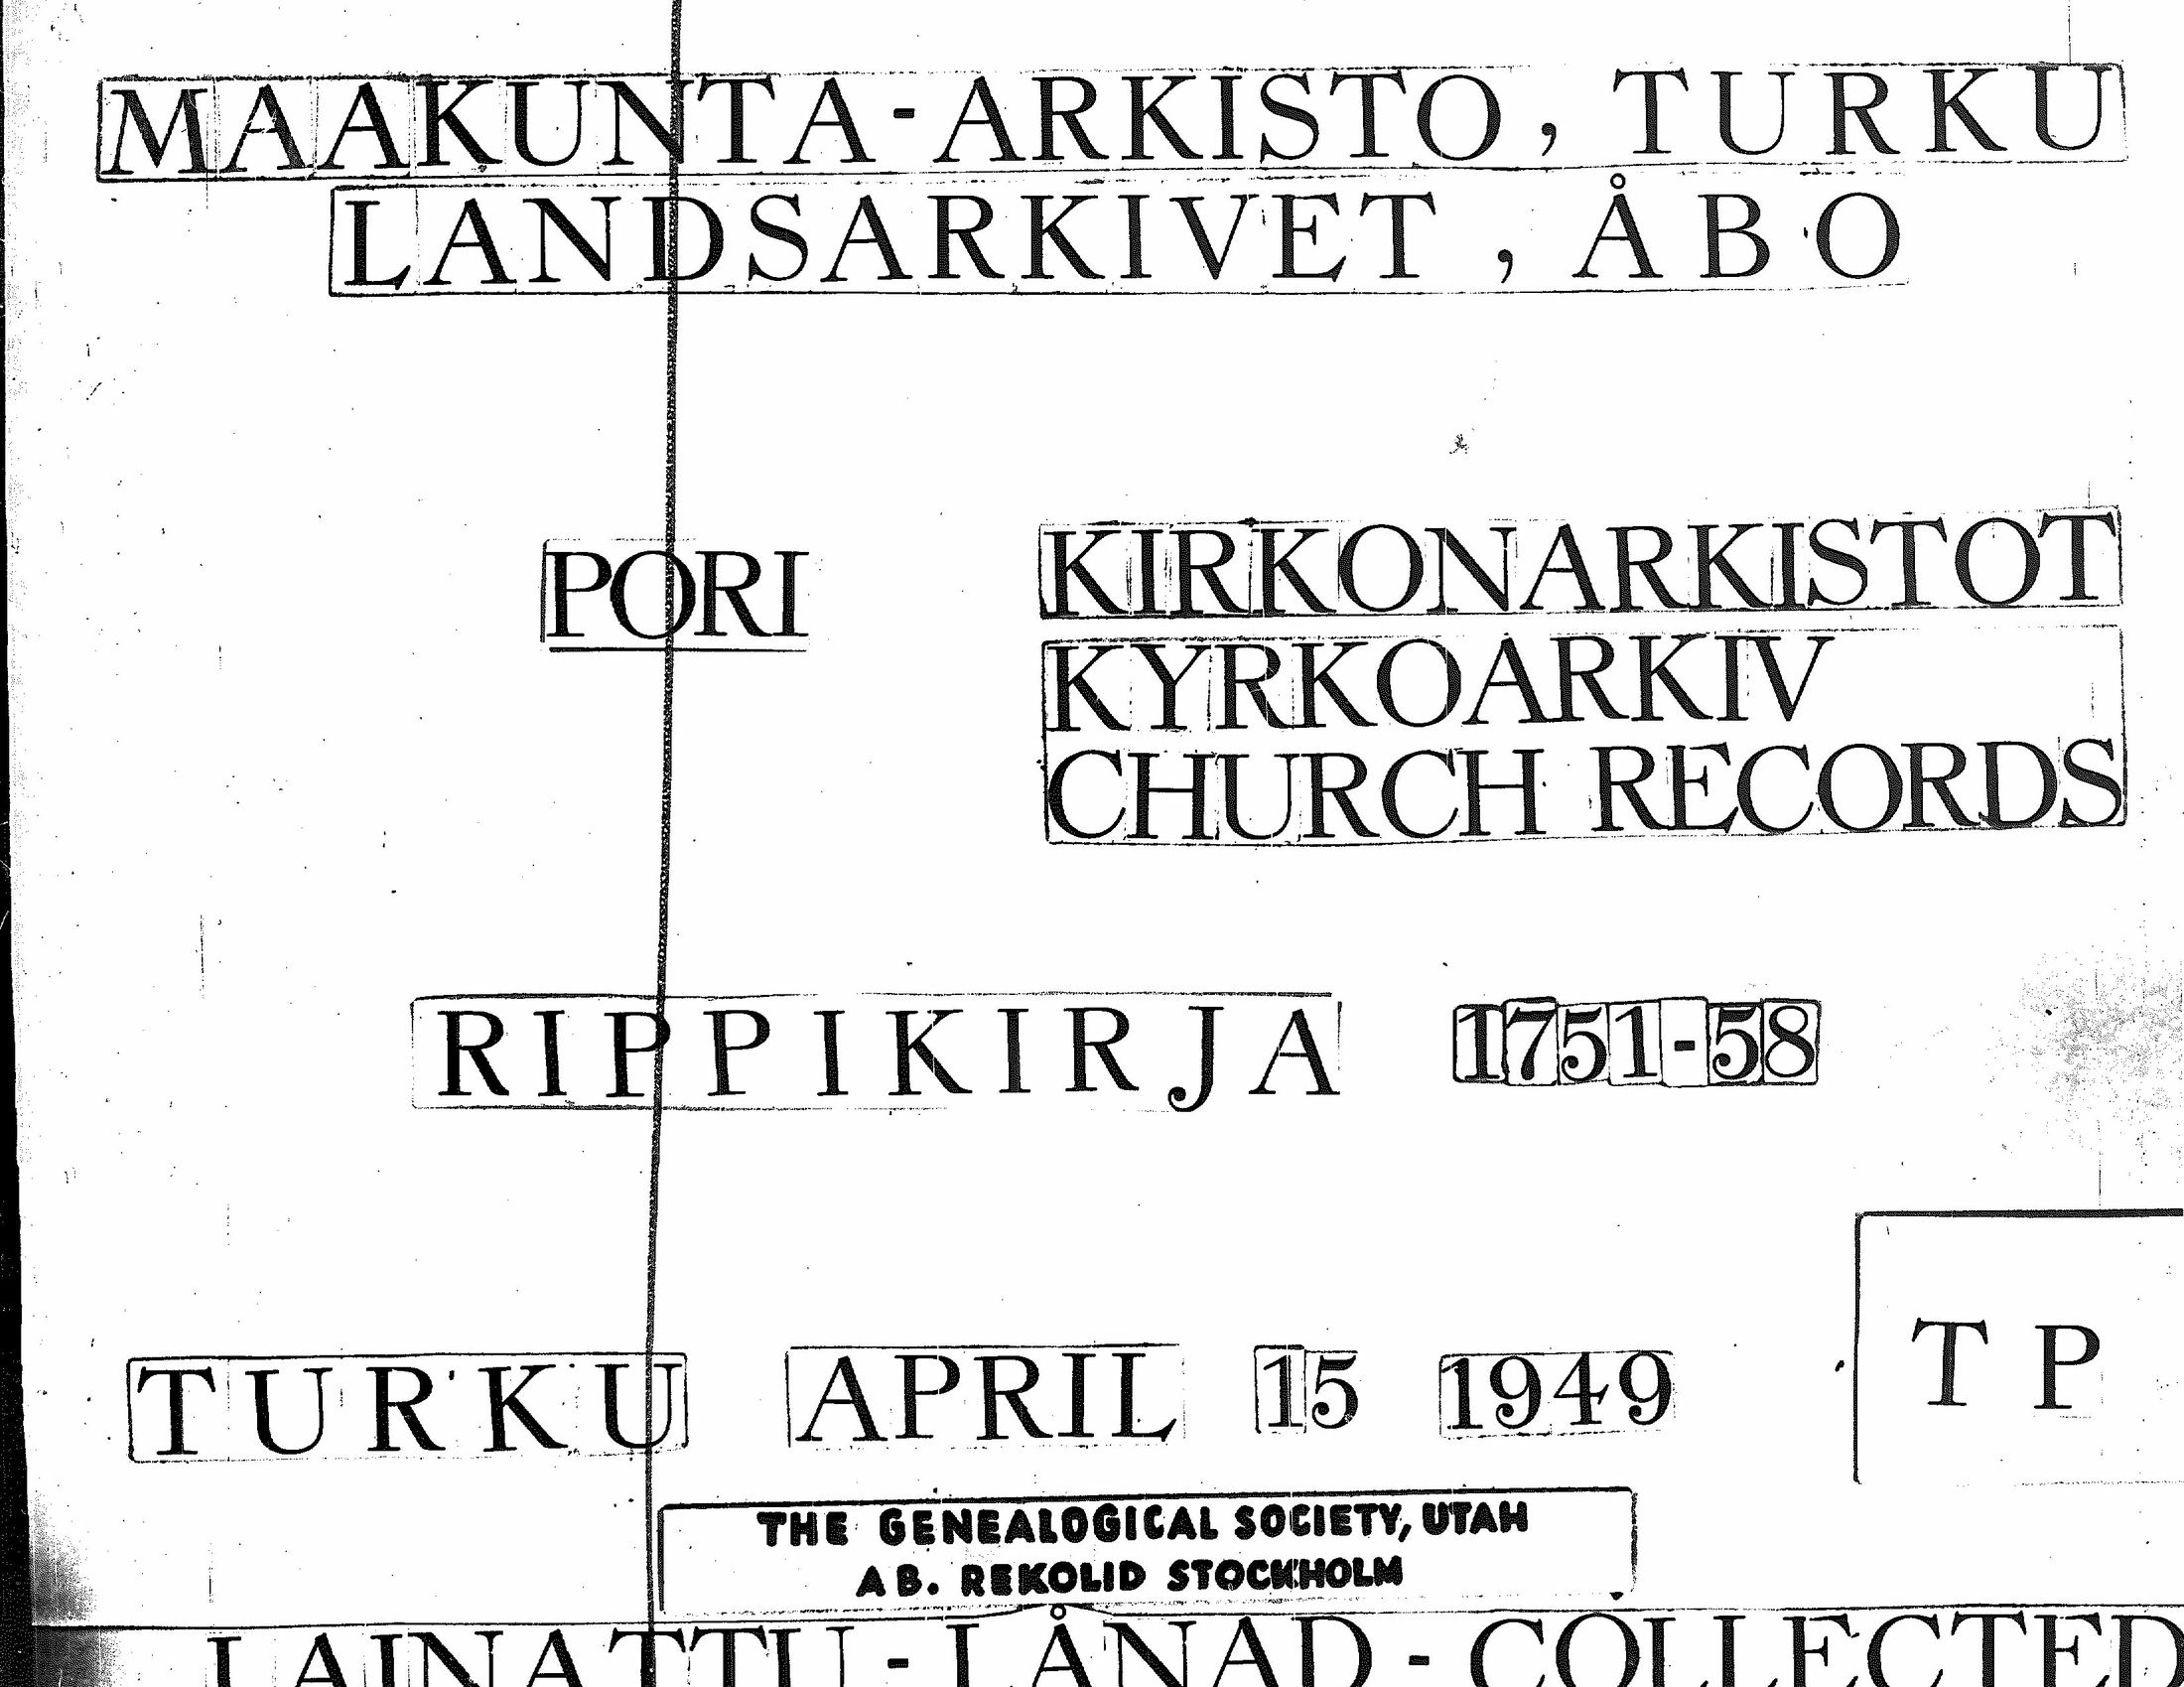 MAAKUNTA-ARKISTO, TURKU
LANDSARKIVET, ÅBO
PORI
KIRKONARKISTOT
KYRKOARKIV
CHURCH RECORDS
RIPPIKIRJA 1751-58
TURKU APRIL 15 1949
TP
THE GENEALOGICAL SOCIETY, UTAH
AB. REKOLID STOCKHOLM
LAINATTU - LÅNAD - COLLECTED